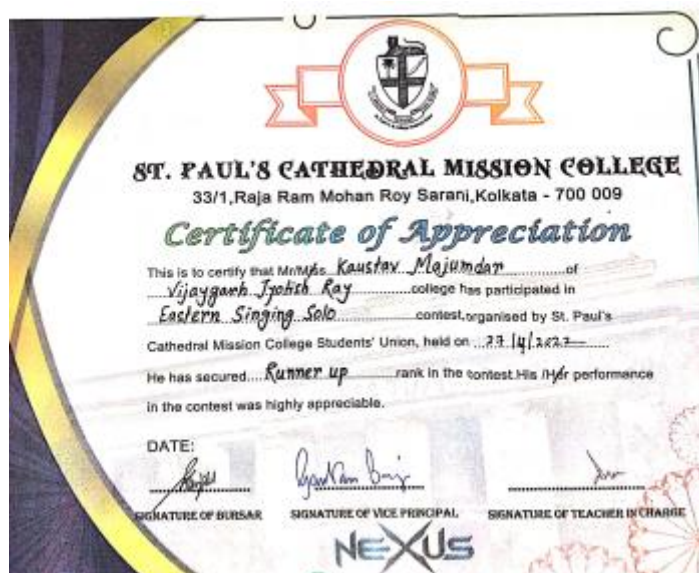 ST. PAUL'S CATHEDRAL MISSION COLLEGE
33/1,Raja Ram Mohan Roy Sarani,Kolkata - 700 009
Certificate of Appreciation
This is to certify that Mr/Miss Kaustav Majumdar of
Vijaygarh Jyotish Ray college has participated in
Eastern Singing Solo contest,organised by St. Paul's
Cathedral Mission College Students' Union, held on 27/4/2022
He has secured Runner up rank in the contest.His /Her performance
in the contest was highly appreciable.
DATE:
SIGNATURE OF BURSAR SIGNATURE OF VICE PRINCIPAL SIGNATURE OF TEACHER IN CHARGE
NEXUS